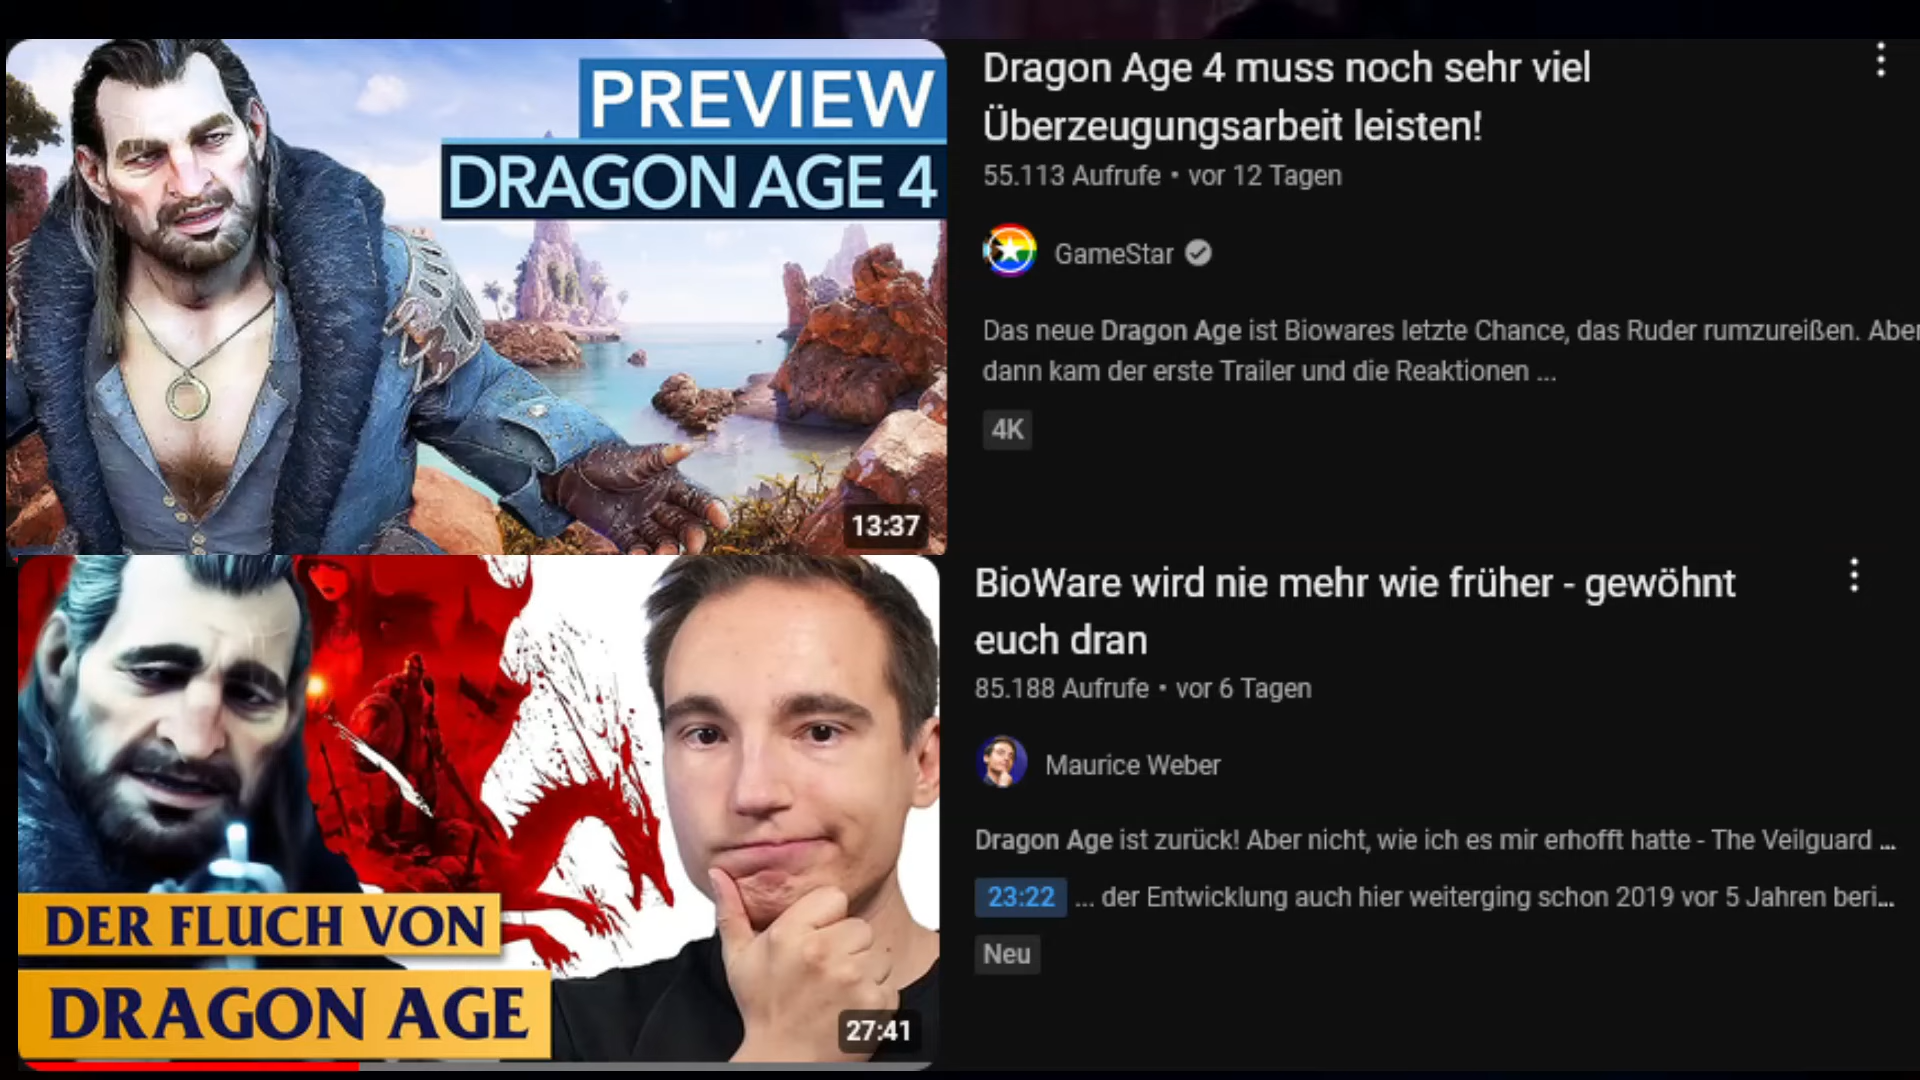 PREVIEW
DRAGON AGE 4
13:37
Dragon Age 4 muss noch sehr viel
Überzeugungsarbeit leisten!
55.113 Aufrufe • vor 12 Tagen
GameStar
Das neue Dragon Age ist Biowares letzte Chance, das Ruder rumzureißen. Aber
dann kam der erste Trailer und die Reaktionen ...
4K
DER FLUCH VON
DRAGON AGE
27:41
BioWare wird nie mehr wie früher - gewöhnt
euch dran
85.188 Aufrufe • vor 6 Tagen
Maurice Weber
Dragon Age ist zurück! Aber nicht, wie ich es mir erhofft hatte - The Veilguard ...
23:22 ... der Entwicklung auch hier weiterging schon 2019 vor 5 Jahren beri...
Neu